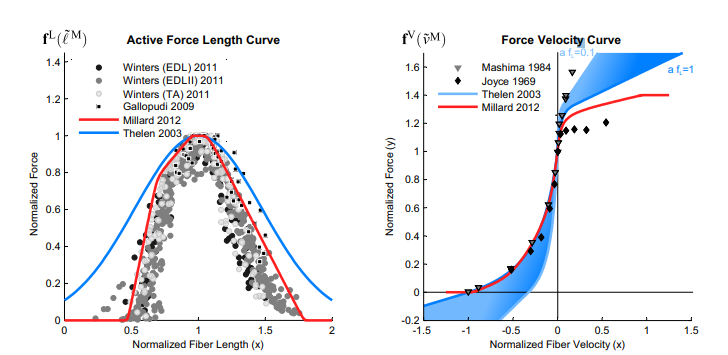 f^L(ℓ̃^M)
Active Force Length Curve
1.4
1.2
1
0.8
0.6
0.4
0.2
0
Normalized Force
Winters (EDL) 2011
Winters (EDLII) 2011
Winters (TA) 2011
Gallopudi 2009
Millard 2012
Thelen 2003
0
0.5
1
1.5
2
Normalized Fiber Length (x)
f^V(ṽ^M)
Force Velocity Curve
a f_L=0.1
a f_L=1
1.6
1.4
1.2
1
0.8
0.6
0.4
0.2
0
-0.2
Normalized Force (y)
Mashima 1984
Joyce 1969
Thelen 2003
Millard 2012
-1.5
-1
-0.5
0
0.5
1
1.5
Normalized Fiber Velocity (x)